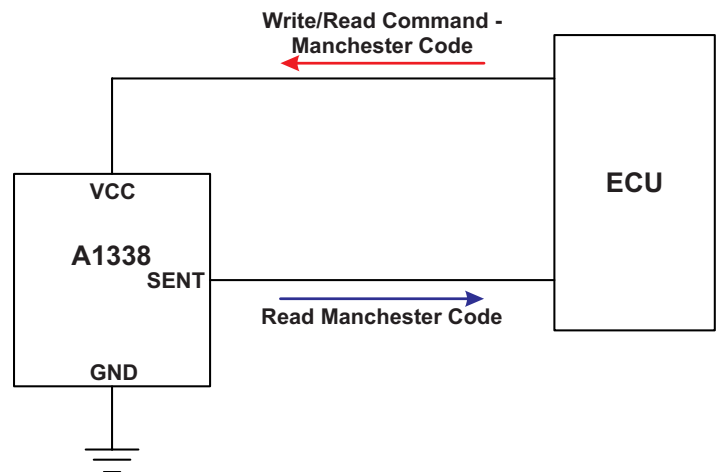 Write/Read Command -
Manchester Code
ECU
VCC
A1338
SENT
Read Manchester Code
GND